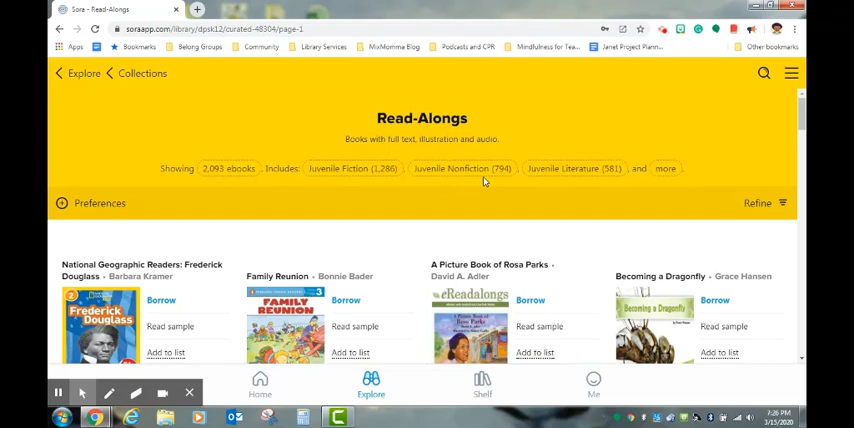 Sora - Read-Alongs
soraapp.com/library/dpsk12/curated-48304/page-1
Apps Bookmarks Belong Groups Community Library Services MixMomma Blog Podcasts and CPR Mindfulness for Tea... Janet Project Plann... Other bookmarks
Explore Collections
Read-Alongs
Books with full text, illustration and audio.
Showing 2,093 ebooks. Includes: Juvenile Fiction (1,286), Juvenile Nonfiction (794), Juvenile Literature (581), and more.
Preferences Refine
National Geographic Readers: Frederick Douglass • Barbara Kramer
Borrow
Read sample
Add to list
2
Frederick
Douglass
Family Reunion • Bonnie Bader
Borrow
Read sample
Add to list
3
FAMILY
REUNION
A Picture Book of Rosa Parks • David A. Adler
Borrow
Read sample
Add to list
eReadalongs
Becoming a Dragonfly • Grace Hansen
Borrow
Read sample
Add to list
Home Explore Shelf Me
7:26 PM
3/15/2020